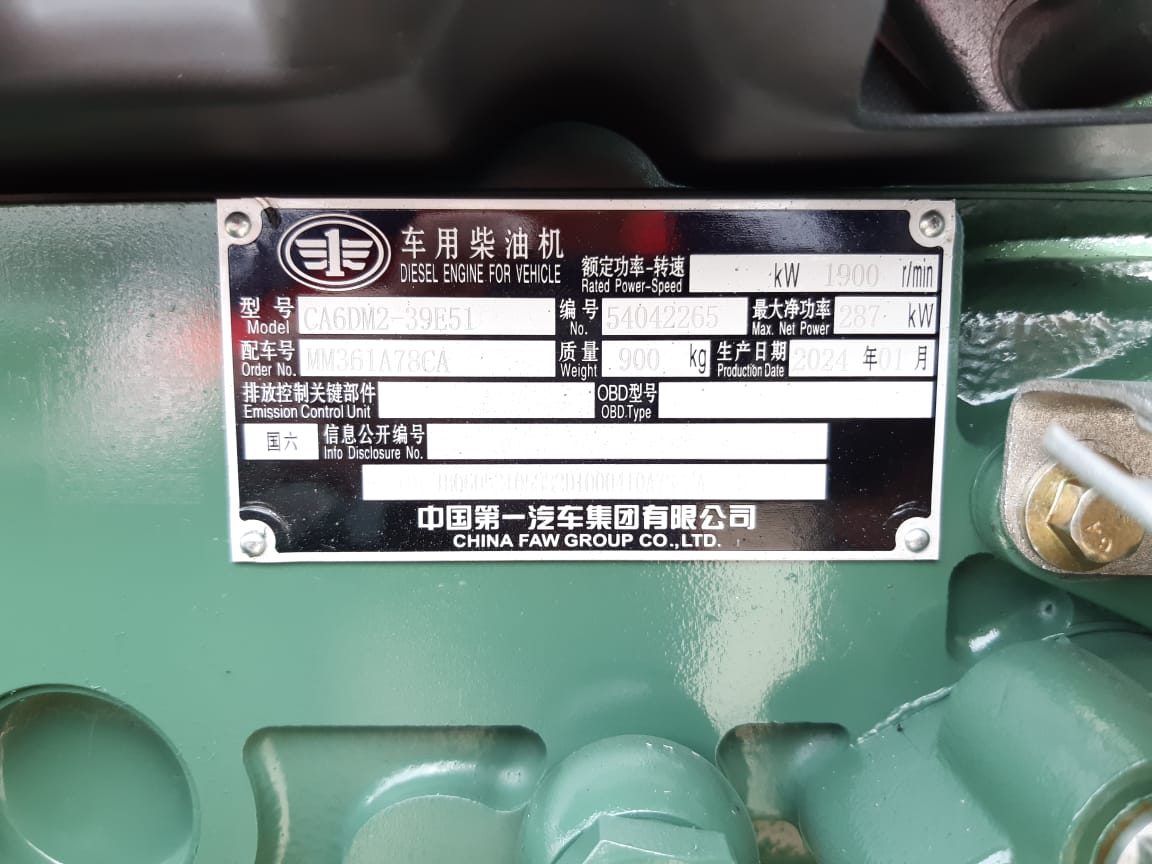 车用柴油机
DIESEL ENGINE FOR VEHICLE
额定功率-转速 kW 1900 r/min
Rated Power-Speed
型号 CA6DM2-39E51 编号 54042265 最大净功率 287 kW
Model No. Max. Net Power
配车号 MM361A78CA 质量 900 kg 生产日期 2024 年 01 月
Order No. Weight Production Date
排放控制关键部件 OBD型号
Emission Control Unit OBD.Type
国六 信息公开编号
Info Disclosure No.
中国第一汽车集团有限公司
CHINA FAW GROUP CO.,LTD.